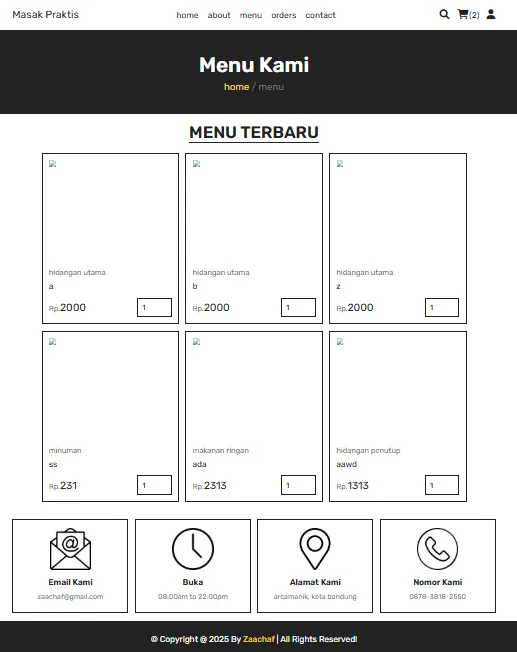 Masak Praktis home about menu orders contact (2)
Menu Kami
home / menu
MENU TERBARU
hidangan utama
a
Rp.2000 1
hidangan utama
b
Rp.2000 1
hidangan utama
z
Rp.2000 1
minuman
ss
Rp.231 1
makanan ringan
ada
Rp.2313 1
hidangan penutup
aawd
Rp.1313 1
Email Kami
zaachaf@gmail.com
Buka
08:00am to 22:00pm
Alamat Kami
arcamanik, kota bandung
Nomor Kami
0878-3818-2550
© Copyright @ 2025 By Zaachaf | All Rights Reserved!